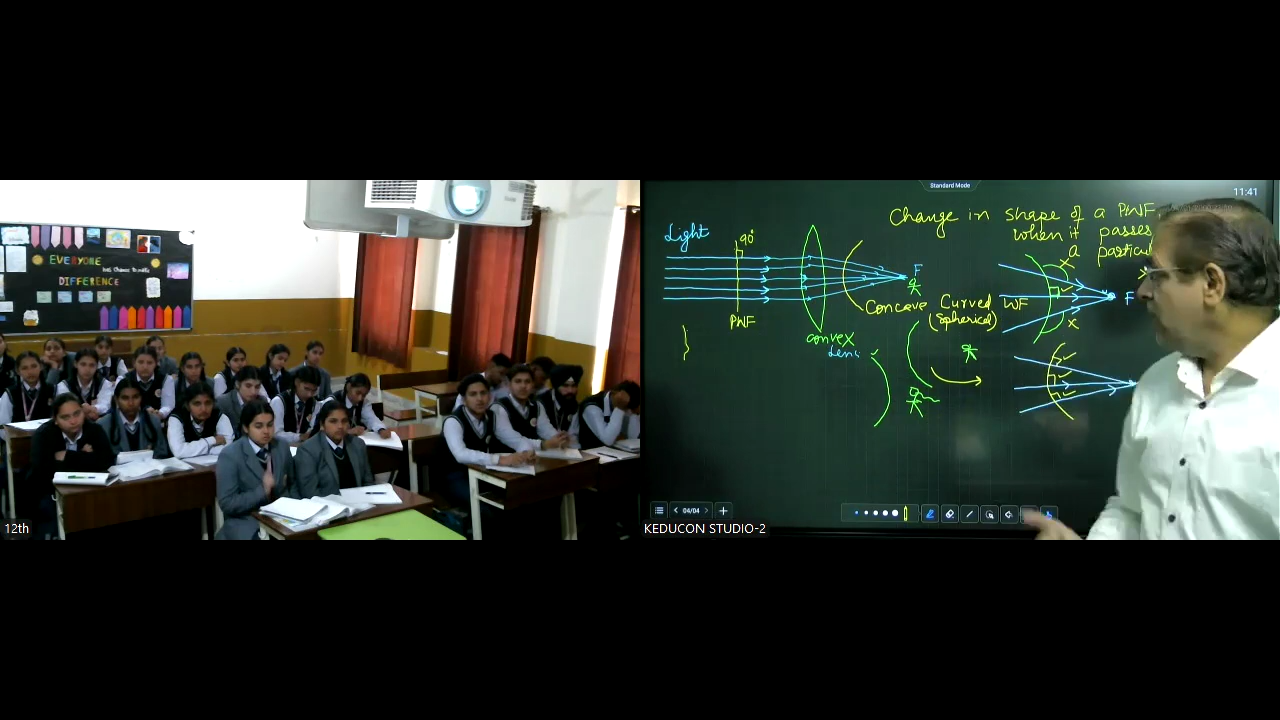 EVERYONE
DIFFERENCE
12th
Standard Mode
11:41
Change in shape of a PWF
when it passes
a particul
Light
90°
F
PWF
convex
Lens
Concave Curved WF
(Spherical)
F
04/04
KEDUCON STUDIO-2